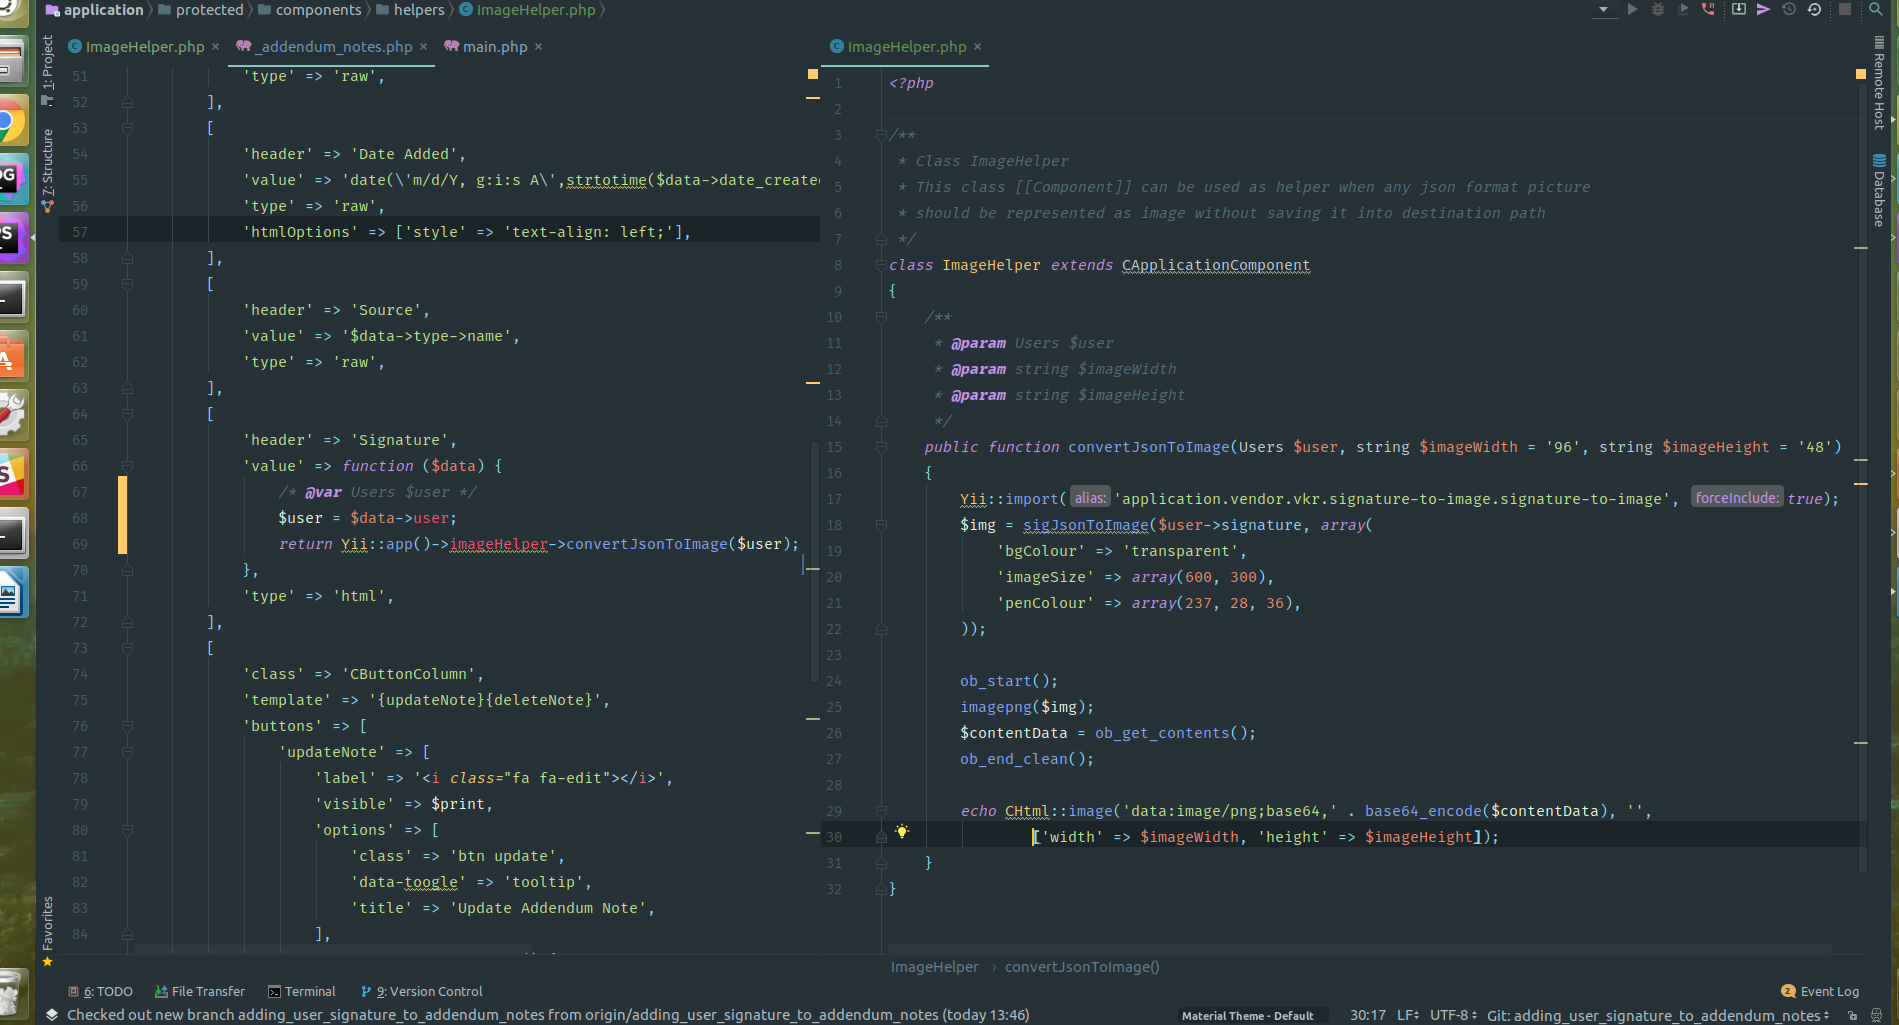 application protected components helpers ImageHelper.php
ImageHelper.php × _addendum_notes.php × main.php ×
1: Project
7: Structure
Favorites
51 'type' => 'raw',
52 ],
53 [
54 'header' => 'Date Added',
55 'value' => 'date(\'m/d/Y, g:i:s A\',strtotime($data->date_create
56 'type' => 'raw',
57 'htmlOptions' => ['style' => 'text-align: left;'],
58 ],
59 [
60 'header' => 'Source',
61 'value' => '$data->type->name',
62 'type' => 'raw',
63 ],
64 [
65 'header' => 'Signature',
66 'value' => function ($data) {
67 /* @var Users $user */
68 $user = $data->user;
69 return Yii::app()->imageHelper->convertJsonToImage($user);
70 },
71 'type' => 'html',
72 ],
73 [
74 'class' => 'CButtonColumn',
75 'template' => '{updateNote}{deleteNote}',
76 'buttons' => [
77 'updateNote' => [
78 'label' => '<i class="fa fa-edit"></i>',
79 'visible' => $print,
80 'options' => [
81 'class' => 'btn update',
82 'data-toogle' => 'tooltip',
83 'title' => 'Update Addendum Note',
84 ],
ImageHelper.php ×
1 <?php
2
3 /**
4 * Class ImageHelper
5 * This class [[Component]] can be used as helper when any json format picture
6 * should be represented as image without saving it into destination path
7 */
8 class ImageHelper extends CApplicationComponent
9 {
10 /**
11 * @param Users $user
12 * @param string $imageWidth
13 * @param string $imageHeight
14 */
15 public function convertJsonToImage(Users $user, string $imageWidth = '96', string $imageHeight = '48')
16 {
17 Yii::import( alias: 'application.vendor.vkr.signature-to-image.signature-to-image', forceInclude: true);
18 $img = sigJsonToImage($user->signature, array(
19 'bgColour' => 'transparent',
20 'imageSize' => array(600, 300),
21 'penColour' => array(237, 28, 36),
22 ));
23
24 ob_start();
25 imagepng($img);
26 $contentData = ob_get_contents();
27 ob_end_clean();
28
29 echo CHtml::image('data:image/png;base64,' . base64_encode($contentData), '',
30 ['width' => $imageWidth, 'height' => $imageHeight]);
31 }
32 }
ImageHelper › convertJsonToImage()
Remote Host
Database
6: TODO File Transfer Terminal 9: Version Control
2 Event Log
Checked out new branch adding_user_signature_to_addendum_notes from origin/adding_user_signature_to_addendum_notes (today 13:46)
Material Theme - Default 30:17 LF UTF-8 Git: adding_user_signature_to_addendum_notes